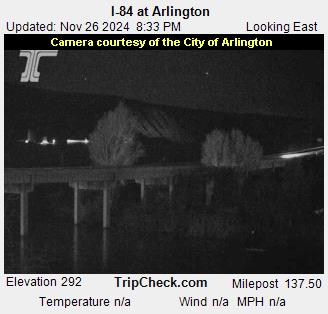 I-84 at Arlington
Updated: Nov 26 2024 8:33 PM Looking East
Camera courtesy of the City of Arlington
Elevation 292 TripCheck.com Milepost 137.50
Temperature n/a Wind n/a MPH n/a